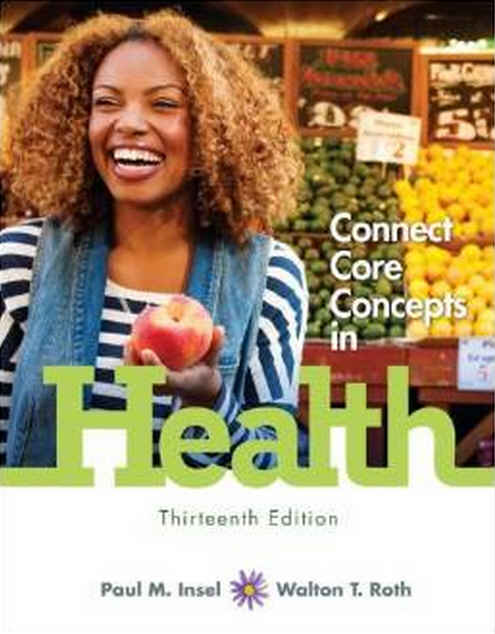 Connect
Core
Concepts
in
Health
Thirteenth Edition
Paul M. Insel Walton T. Roth